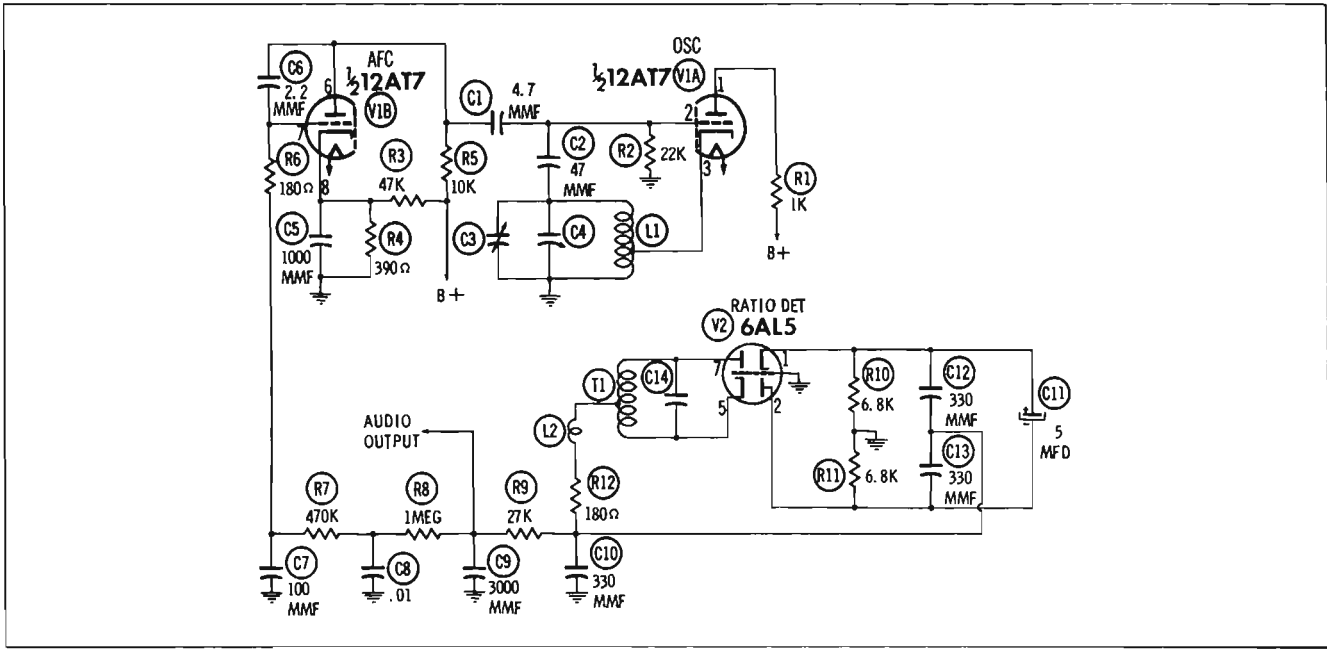 C6
2.2
MMF
AFC
½12AT7
V1B
6
7
8
R6
180Ω
C5
1000
MMF
R4
390Ω
R3
47K
R5
10K
B+
C1
4.7
MMF
C2
47
MMF
C3
C4
L1
R2
22K
OSC
½12AT7
V1A
1
2
3
R1
1K
B+
RATIO DET
V2
6AL5
7
1
5
2
T1
C14
L2
R12
180Ω
R10
6.8K
R11
6.8K
C12
330
MMF
C13
330
MMF
C11
+
5
MFD
AUDIO
OUTPUT
R7
470K
R8
1MEG
R9
27K
C7
100
MMF
C8
.01
C9
3000
MMF
C10
330
MMF